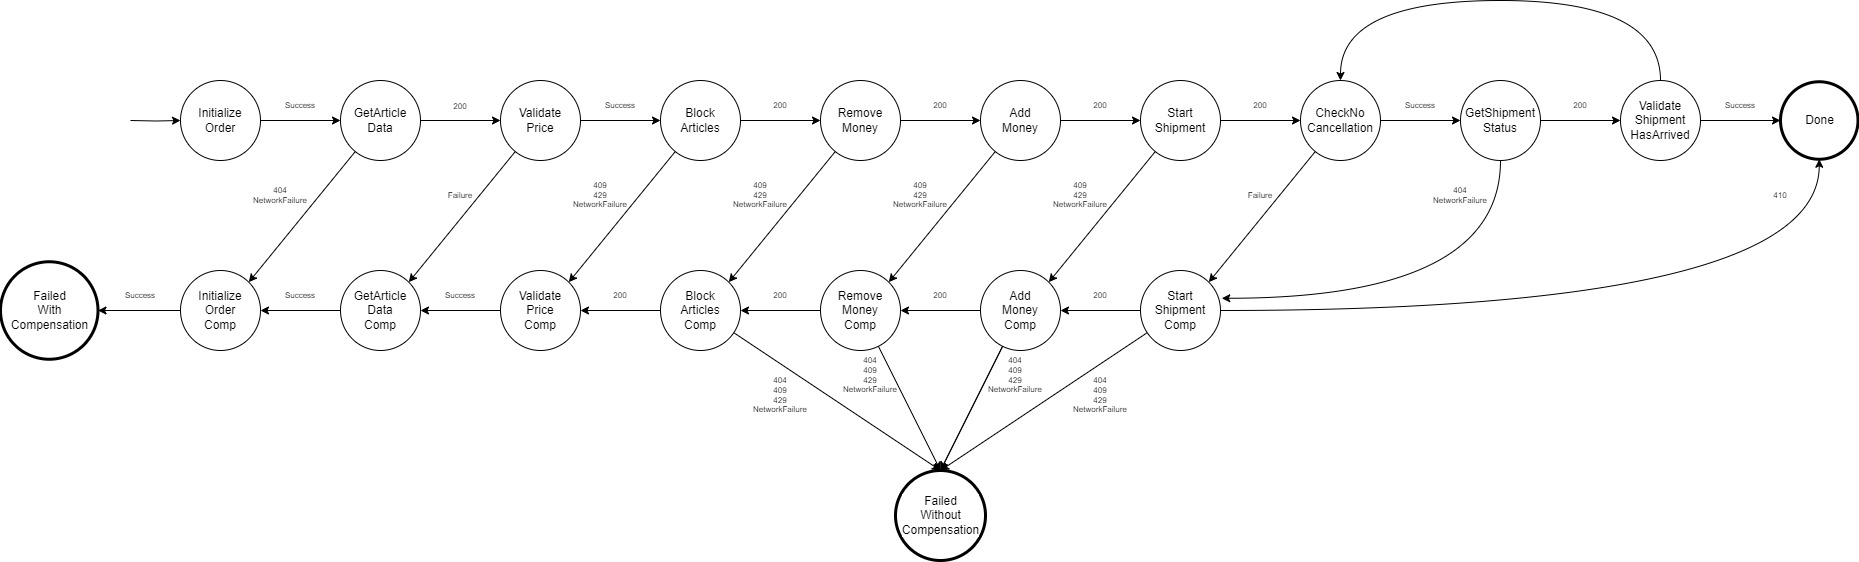 Initialize
Order
Success
GetArticle
Data
200
Validate
Price
Success
Block
Articles
200
Remove
Money
200
Add
Money
200
Start
Shipment
200
CheckNo
Cancellation
Success
GetShipment
Status
200
Validate
Shipment
HasArrived
Success
Done
404
NetworkFailure
Failure
409
429
NetworkFailure
409
429
NetworkFailure
409
429
NetworkFailure
409
429
NetworkFailure
Failure
404
NetworkFailure
410
Failed
With
Compensation
Success
Initialize
Order
Comp
Success
GetArticle
Data
Comp
Success
Validate
Price
Comp
200
Block
Articles
Comp
200
Remove
Money
Comp
200
Add
Money
Comp
200
Start
Shipment
Comp
404
409
429
NetworkFailure
404
409
429
NetworkFailure
404
409
429
NetworkFailure
404
409
429
NetworkFailure
Failed
Without
Compensation